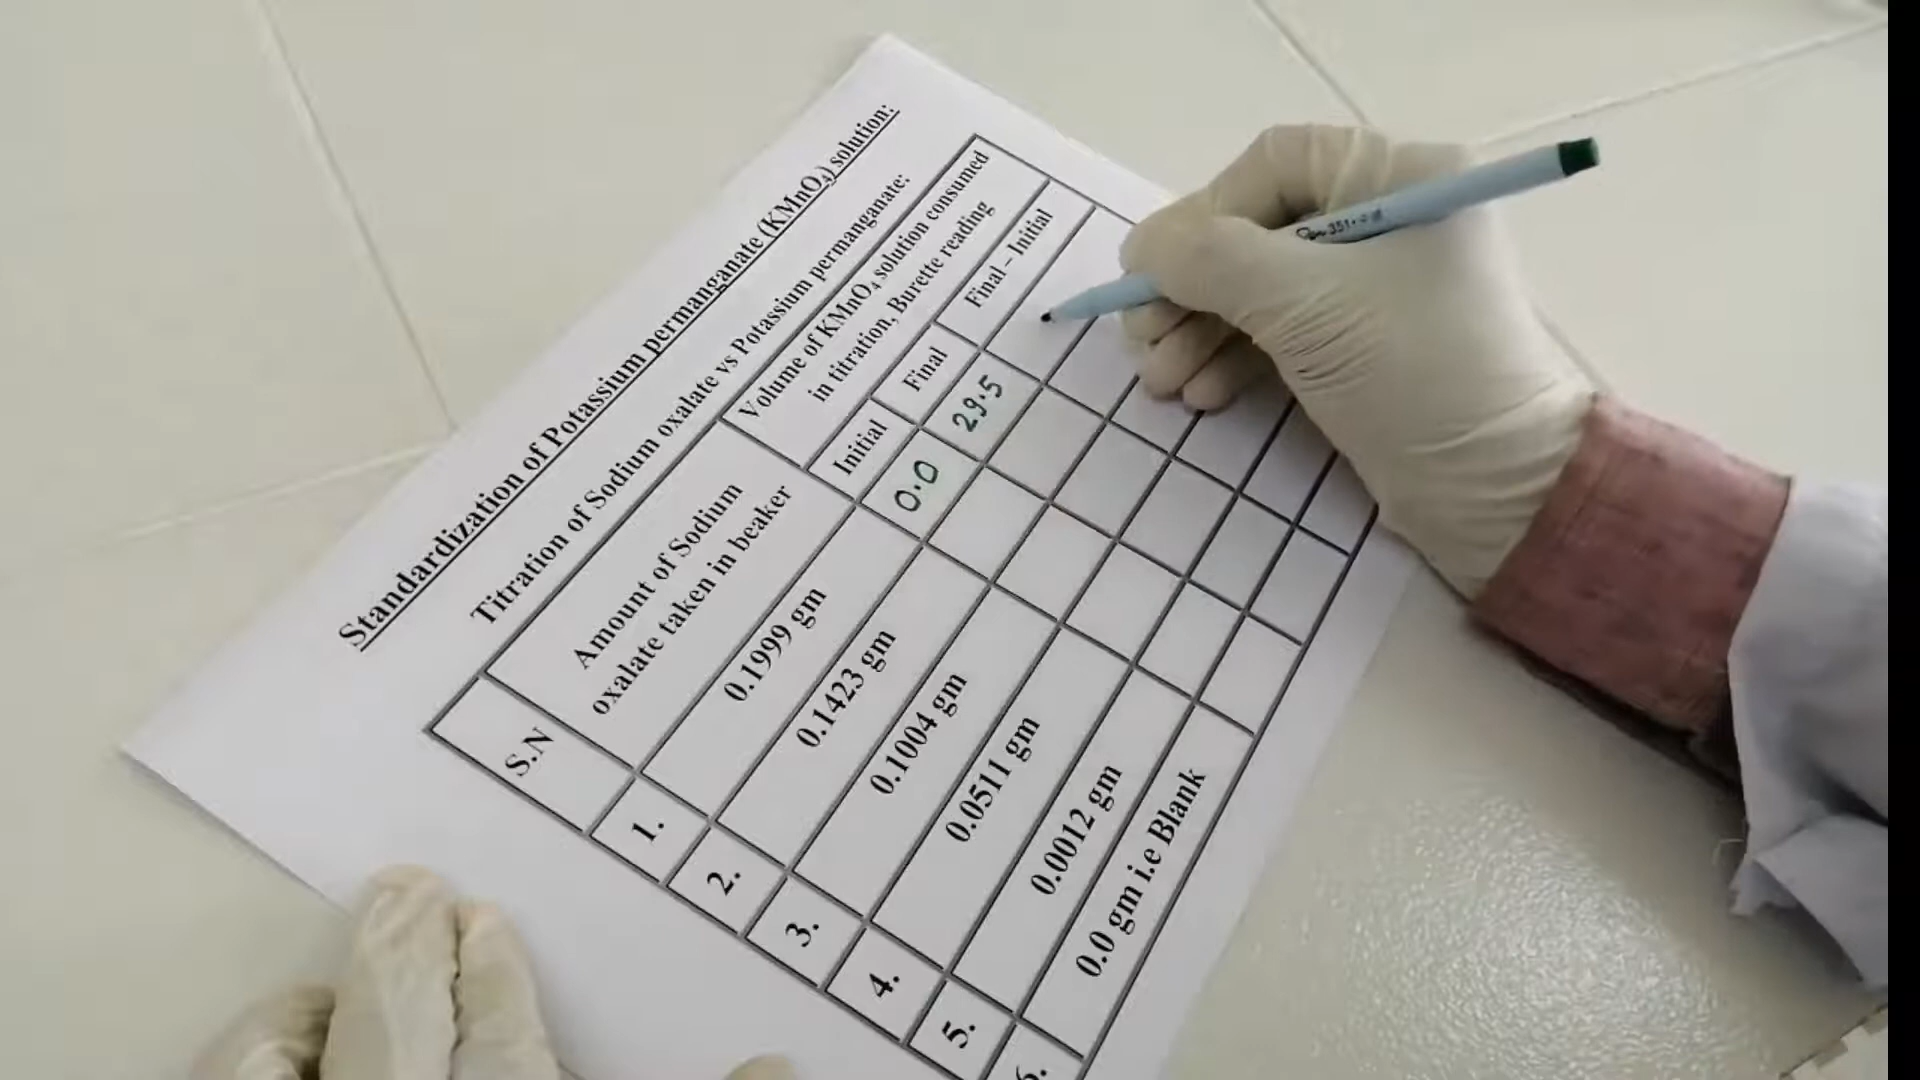 Standardization of Potassium permanganate (KMnO₄) solution:
Titration of Sodium oxalate vs Potassium permanganate:
S.N
Amount of Sodium
oxalate taken in beaker
Volume of KMnO₄ solution consumed
in titration, Burette reading
Initial
Final
Final – Initial
1.
0.1999 gm
0.0
29.5
2.
0.1423 gm
3.
0.1004 gm
4.
0.0511 gm
5.
0.0012 gm
6.
0.0 gm i.e Blank